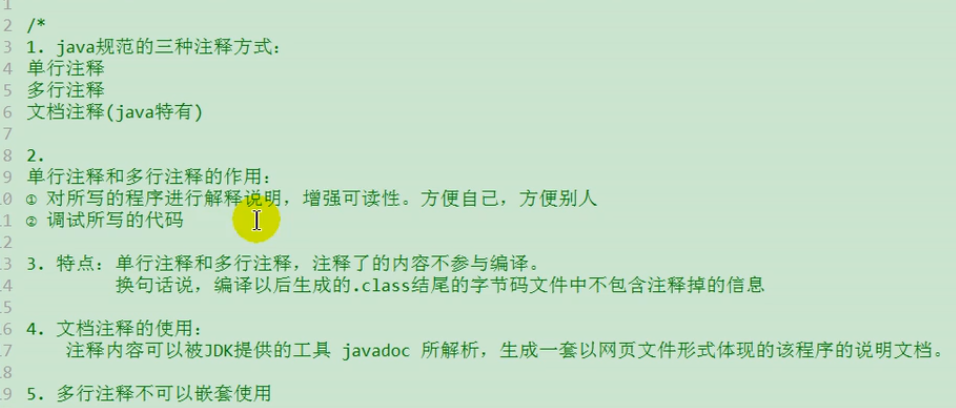 1
2 /*
3 1. java规范的三种注释方式：
4 单行注释
5 多行注释
6 文档注释(java特有)
7
8 2.
9 单行注释和多行注释的作用：
0 ① 对所写的程序进行解释说明，增强可读性。方便自己，方便别人
1 ② 调试所写的代码
2
3 3. 特点：单行注释和多行注释，注释了的内容不参与编译。
4 换句话说，编译以后生成的.class结尾的字节码文件中不包含注释掉的信息
5
6 4. 文档注释的使用：
7 注释内容可以被JDK提供的工具 javadoc 所解析，生成一套以网页文件形式体现的该程序的说明文档。
8
9 5. 多行注释不可以嵌套使用